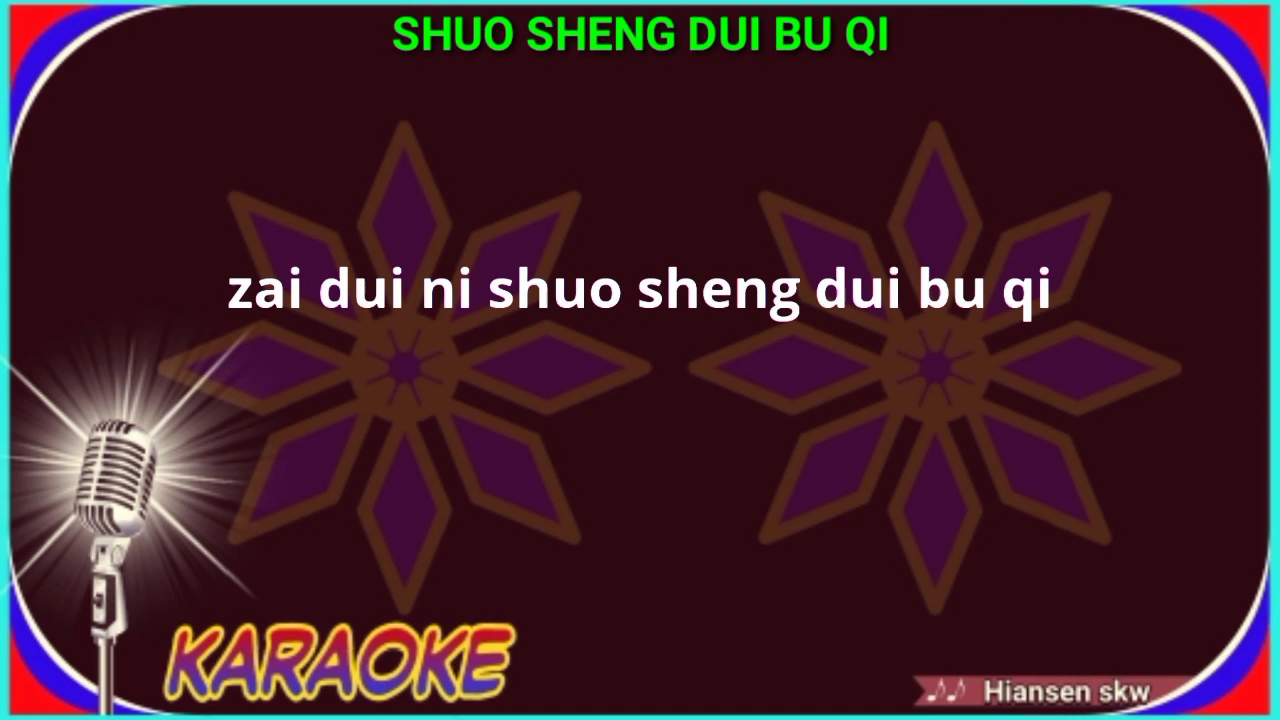 SHUO SHENG DUI BU QI
zai dui ni shuo sheng dui bu qi
KARAOKE
Hiansen skw